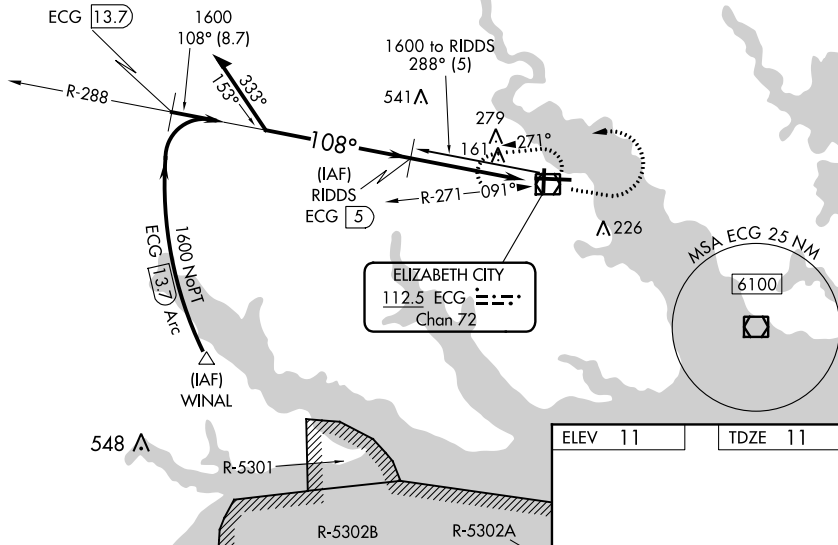 ECG 13.7
1600
108° (8.7)
R-288
333°
153°
1600 to RIDDS
288° (5)
541
279
161
271°
108°
(IAF)
RIDDS
ECG 5
R-271
091°
226
1600 NoPT
ECG 13.7 Arc
(IAF)
WINAL
ELIZABETH CITY
112.5 ECG
Chan 72
MSA ECG 25 NM
6100
548
R-5301
R-5302B
R-5302A
ELEV 11
TDZE 11